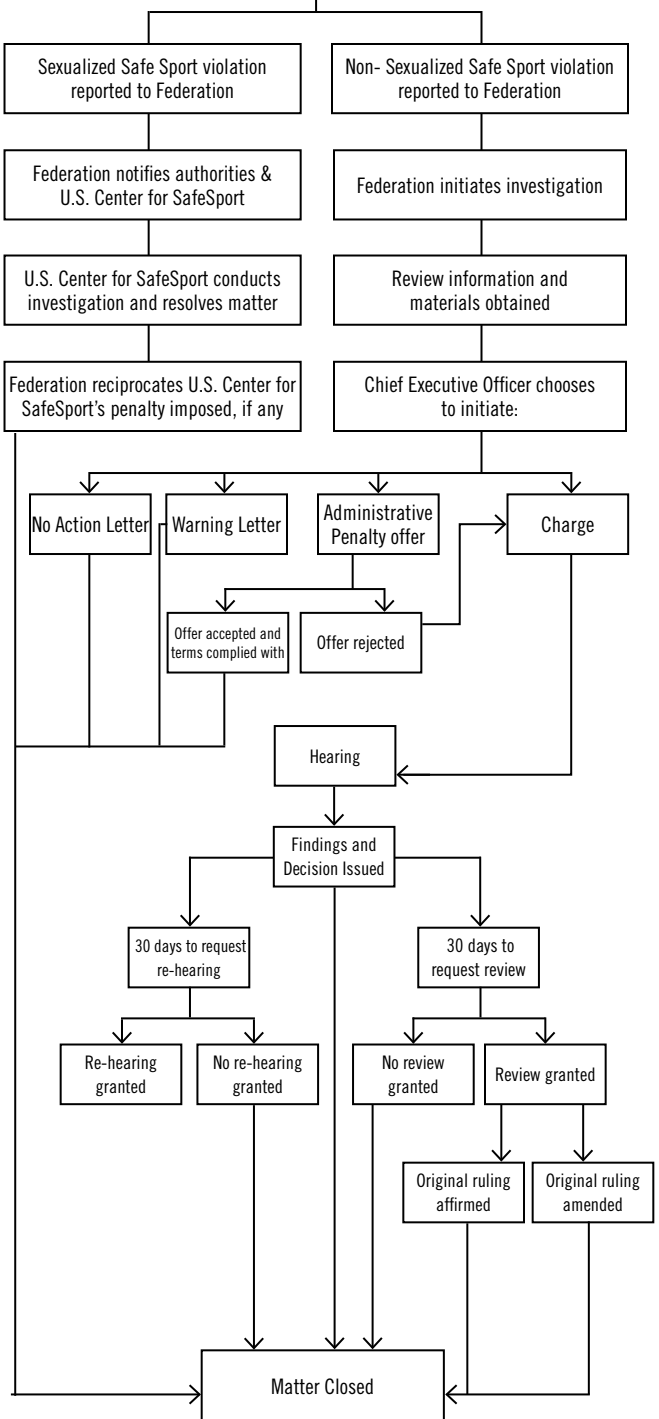 Sexualized Safe Sport violation
reported to Federation
Non- Sexualized Safe Sport violation
reported to Federation
Federation notifies authorities &
U.S. Center for SafeSport
Federation initiates investigation
U.S. Center for SafeSport conducts
investigation and resolves matter
Review information and
materials obtained
Federation reciprocates U.S. Center for
SafeSport's penalty imposed, if any
Chief Executive Officer chooses
to initiate:
No Action Letter
Warning Letter
Administrative
Penalty offer
Charge
Offer accepted and
terms complied with
Offer rejected
Hearing
Findings and
Decision Issued
30 days to request
re-hearing
30 days to
request review
Re-hearing
granted
No re-hearing
granted
No review
granted
Review granted
Original ruling
affirmed
Original ruling
amended
Matter Closed